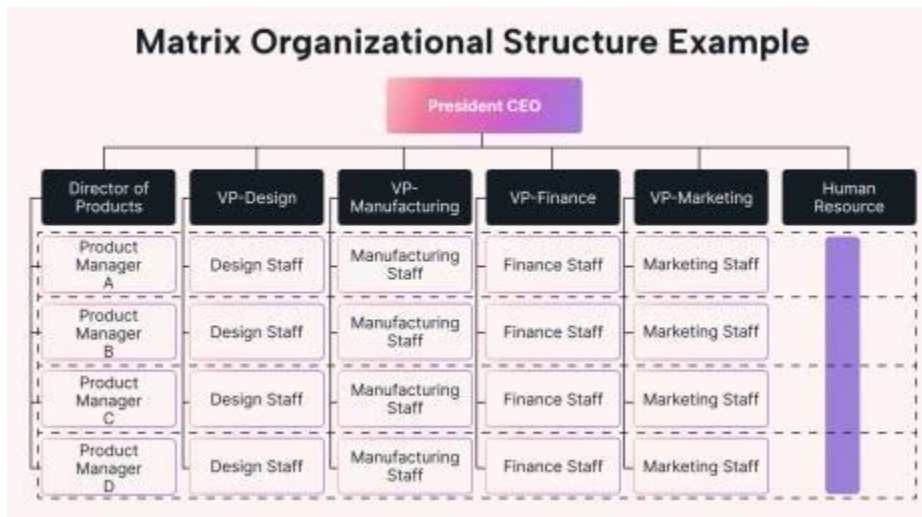 Matrix Organizational Structure Example
President CEO
Director of
Products
VP-Design
VP-
Manufacturing
VP-Finance
VP-Marketing
Human
Resource
Product
Manager
A
Design Staff
Manufacturing
Staff
Finance Staff
Marketing Staff
Product
Manager
B
Design Staff
Manufacturing
Staff
Finance Staff
Marketing Staff
Product
Manager
C
Design Staff
Manufacturing
Staff
Finance Staff
Marketing Staff
Product
Manager
D
Design Staff
Manufacturing
Staff
Finance Staff
Marketing Staff